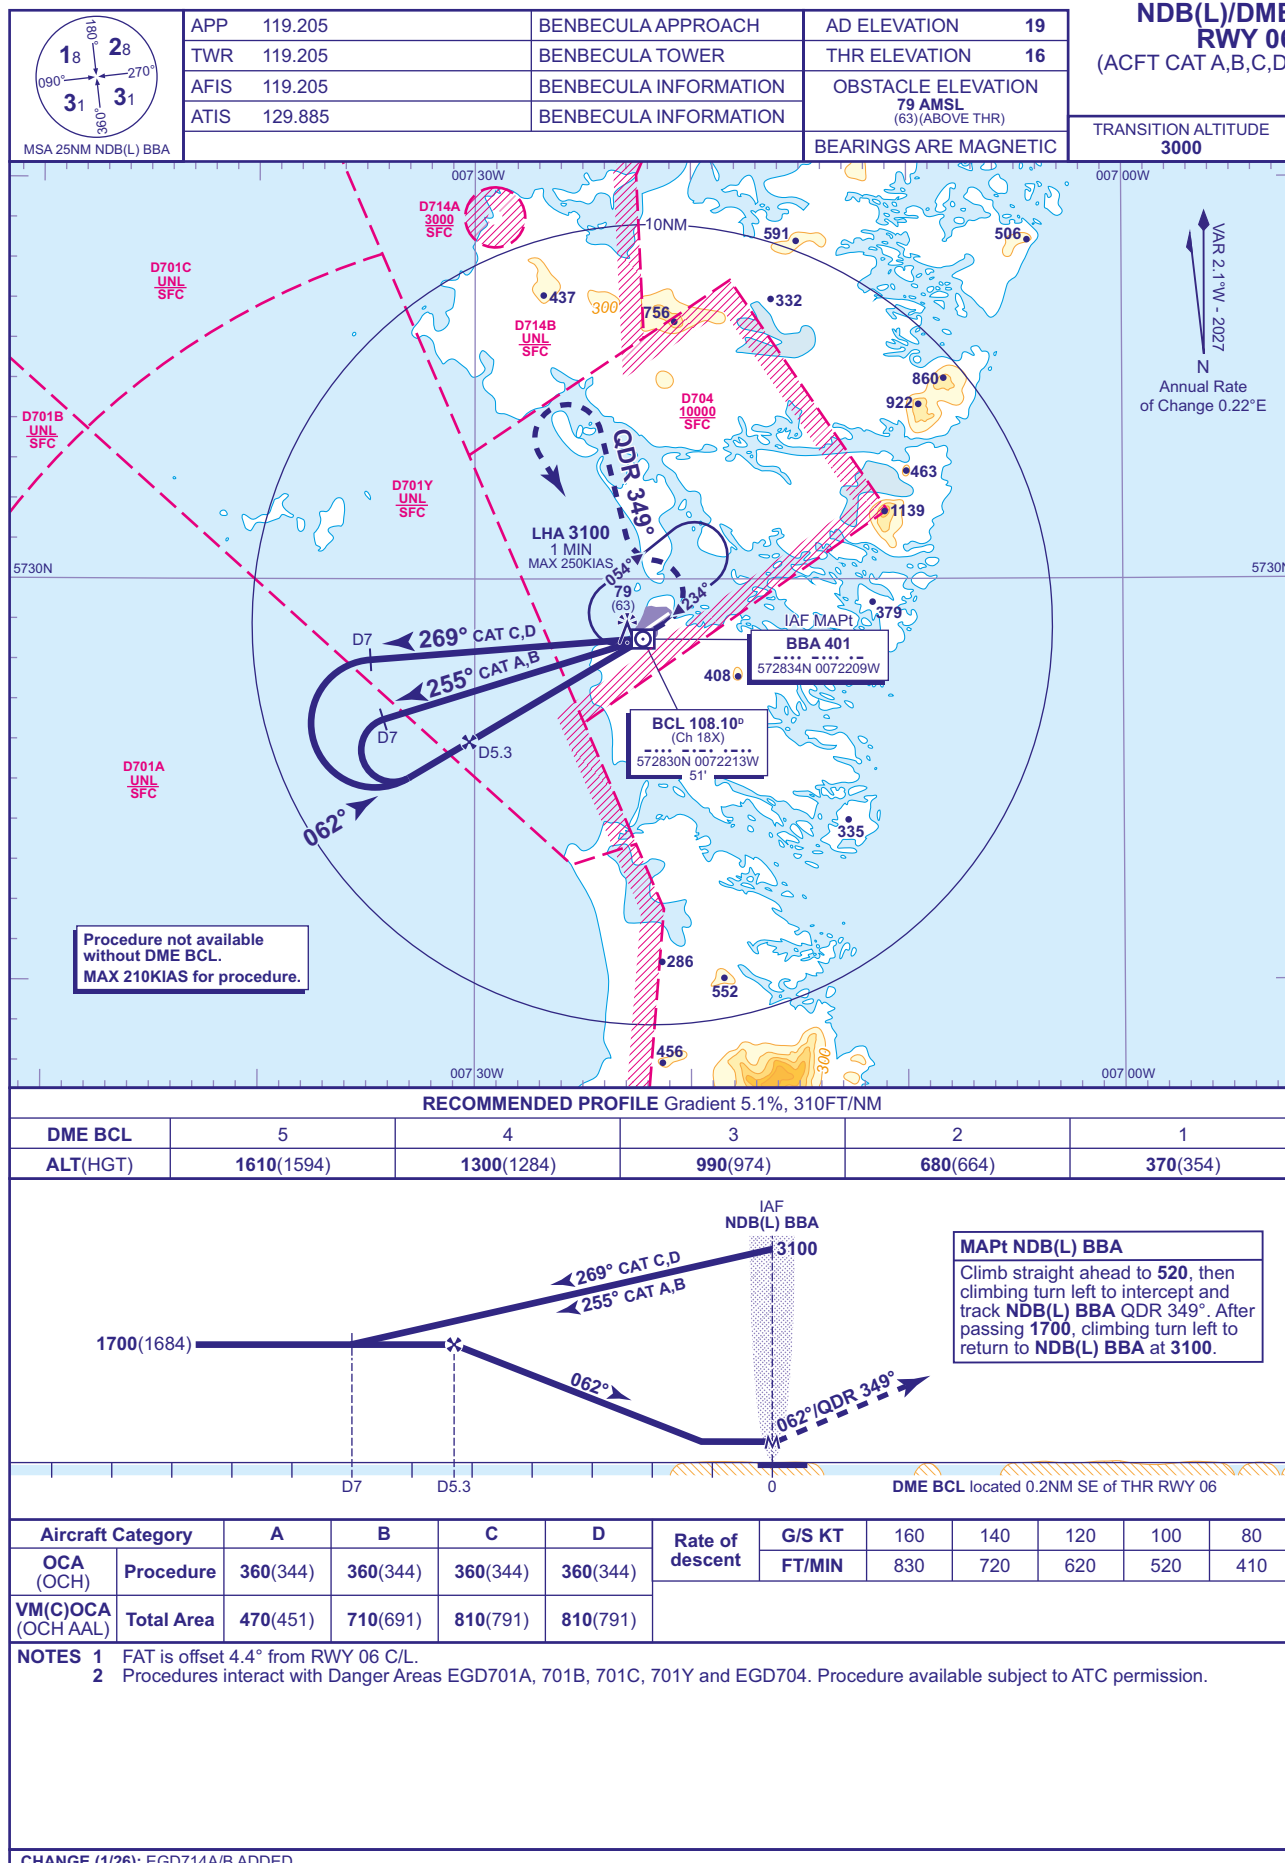 NDB(L)/DME
RWY 06
(ACFT CAT A,B,C,D
180°
18
28
090°
270°
31
31
360°
MSA 25NM NDB(L) BBA
APP 119.205 BENBECULA APPROACH
TWR 119.205 BENBECULA TOWER
AFIS 119.205 BENBECULA INFORMATION
ATIS 129.885 BENBECULA INFORMATION
AD ELEVATION 19
THR ELEVATION 16
OBSTACLE ELEVATION
79 AMSL
(63)(ABOVE THR)
BEARINGS ARE MAGNETIC
TRANSITION ALTITUDE
3000
007 30W
007 00W
D714A
3000
SFC
10NM
591
506
VAR 2.1°W - 2027
N
Annual Rate
of Change 0.22°E
D701C
UNL
SFC
437
300
756
332
D714B
UNL
SFC
860
922
D704
10000
SFC
D701B
UNL
SFC
QDR 349°
463
D701Y
UNL
SFC
1139
LHA 3100
1 MIN
MAX 250KIAS
5730N
5730N
054°
79
(63)
234°
379
IAF MAPt
BBA 401
–··· –··· ·–
572834N 0072209W
D7
269° CAT C,D
255° CAT A,B
408
D7
D5.3
BCL 108.10D
(Ch 18X)
–··· –·–· ·–··
572830N 0072213W
51'
D701A
UNL
SFC
062°
335
Procedure not available
without DME BCL.
MAX 210KIAS for procedure.
286
552
456
300
007 30W
007 00W
RECOMMENDED PROFILE Gradient 5.1%, 310FT/NM
DME BCL 5 4 3 2 1
ALT(HGT) 1610(1594) 1300(1284) 990(974) 680(664) 370(354)
IAF
NDB(L) BBA
3100
269° CAT C,D
255° CAT A,B
1700(1684)
062°
062°/QDR 349°
MAPt NDB(L) BBA
Climb straight ahead to 520, then
climbing turn left to intercept and
track NDB(L) BBA QDR 349°. After
passing 1700, climbing turn left to
return to NDB(L) BBA at 3100.
D7
D5.3
0
DME BCL located 0.2NM SE of THR RWY 06
Aircraft Category A B C D
OCA
(OCH)
Procedure 360(344) 360(344) 360(344) 360(344)
VM(C)OCA
(OCH AAL)
Total Area 470(451) 710(691) 810(791) 810(791)
Rate of
descent
G/S KT 160 140 120 100 80
FT/MIN 830 720 620 520 410
NOTES 1 FAT is offset 4.4° from RWY 06 C/L.
2 Procedures interact with Danger Areas EGD701A, 701B, 701C, 701Y and EGD704. Procedure available subject to ATC permission.
CHANGE (1/26): EGD714A/B ADDED